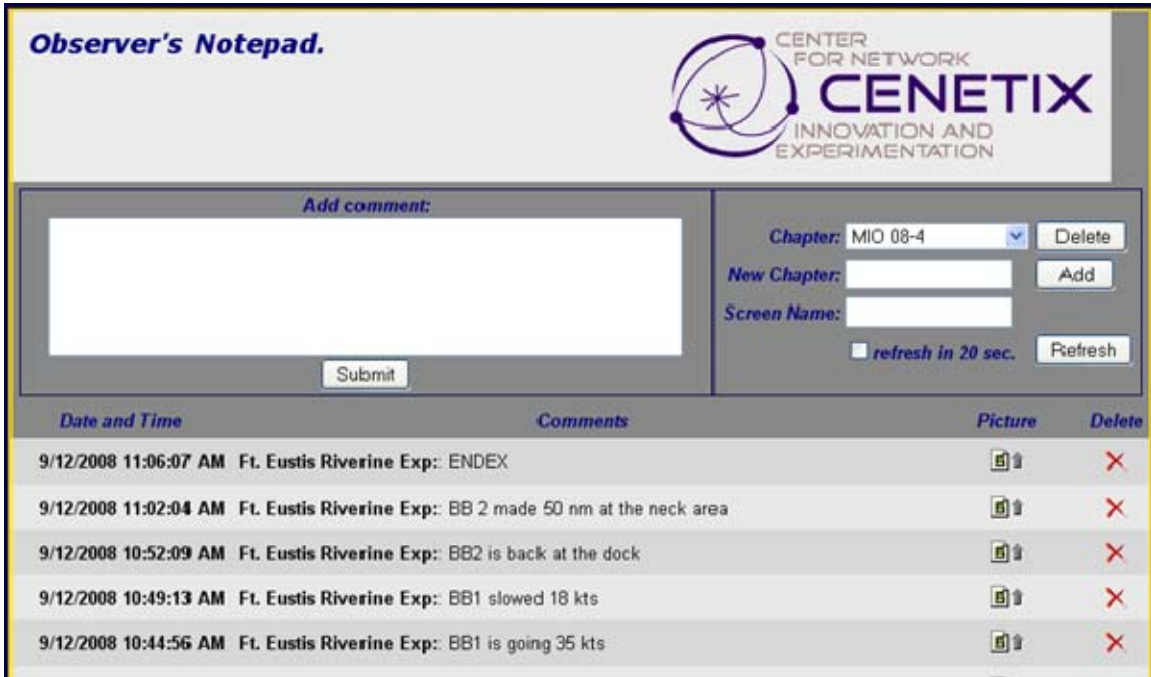 Observer's Notepad.
CENTER
FOR NETWORK
CENETIX
INNOVATION AND
EXPERIMENTATION
Add comment:
Submit
Chapter: MIO 08-4 Delete
New Chapter: Add
Screen Name:
refresh in 20 sec. Refresh
Date and Time Comments Picture Delete
9/12/2008 11:06:07 AM Ft. Eustis Riverine Exp:: ENDEX
9/12/2008 11:02:04 AM Ft. Eustis Riverine Exp:: BB 2 made 50 nm at the neck area
9/12/2008 10:52:09 AM Ft. Eustis Riverine Exp:: BB2 is back at the dock
9/12/2008 10:49:13 AM Ft. Eustis Riverine Exp:: BB1 slowed 18 kts
9/12/2008 10:44:56 AM Ft. Eustis Riverine Exp:: BB1 is going 35 kts